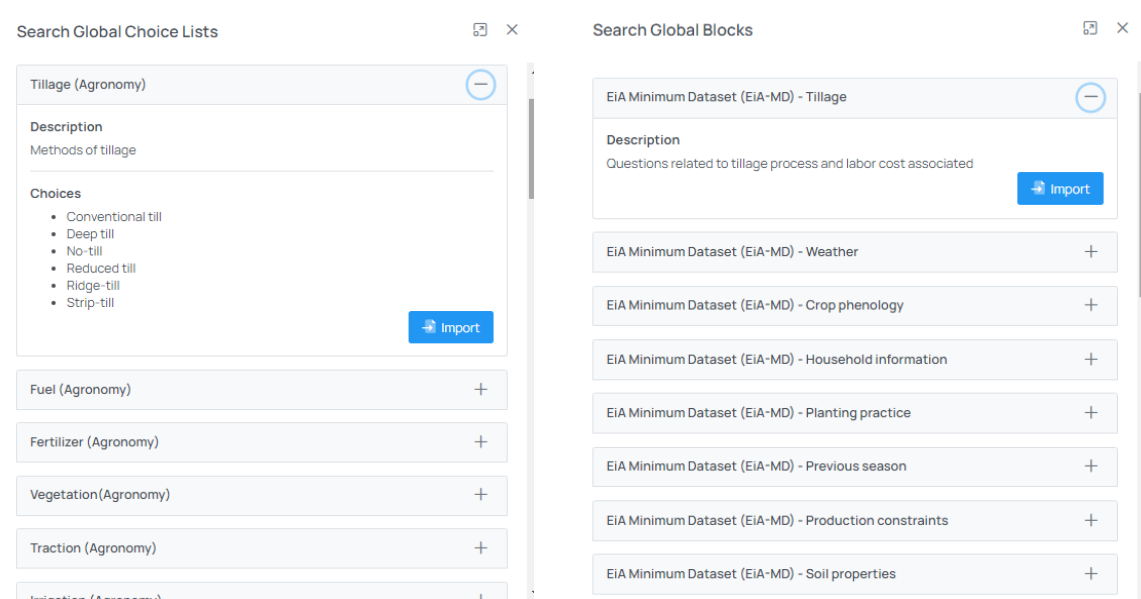 Search Global Choice Lists
Tillage (Agronomy)
Description
Methods of tillage
Choices
Conventional till
Deep till
No-till
Reduced till
Ridge-till
Strip-till
Import
Fuel (Agronomy)
Fertilizer (Agronomy)
Vegetation(Agronomy)
Traction (Agronomy)
Irrigation (Agronomy)
Search Global Blocks
EiA Minimum Dataset (EiA-MD) - Tillage
Description
Questions related to tillage process and labor cost associated
Import
EiA Minimum Dataset (EiA-MD) - Weather
EiA Minimum Dataset (EiA-MD) - Crop phenology
EiA Minimum Dataset (EiA-MD) - Household information
EiA Minimum Dataset (EiA-MD) - Planting practice
EiA Minimum Dataset (EiA-MD) - Previous season
EiA Minimum Dataset (EiA-MD) - Production constraints
EiA Minimum Dataset (EiA-MD) - Soil properties